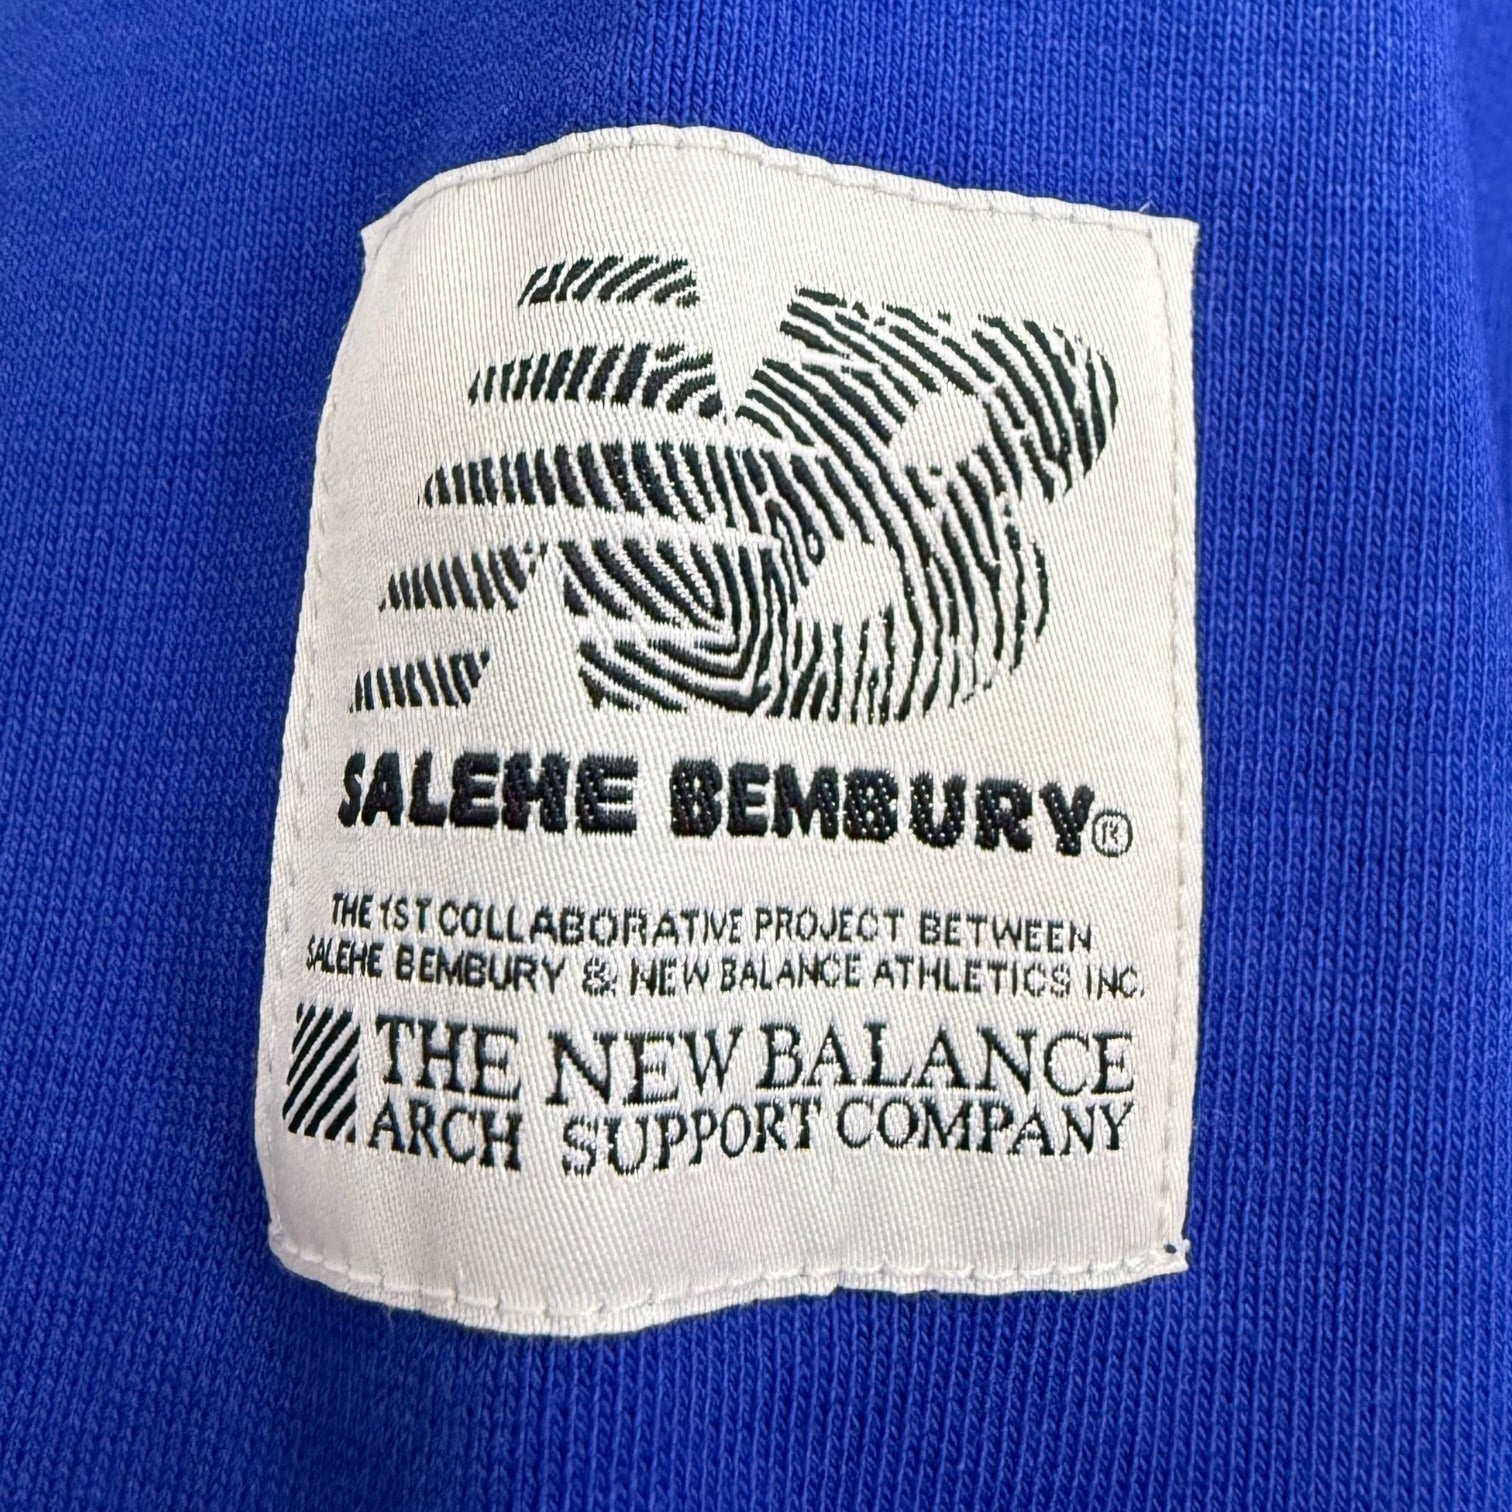 SALEHE BEMBURY®
THE 1ST COLLABORATIVE PROJECT BETWEEN
SALEHE BEMBURY & NEW BALANCE ATHLETICS INC.
THE NEW BALANCE
ARCH SUPPORT COMPANY